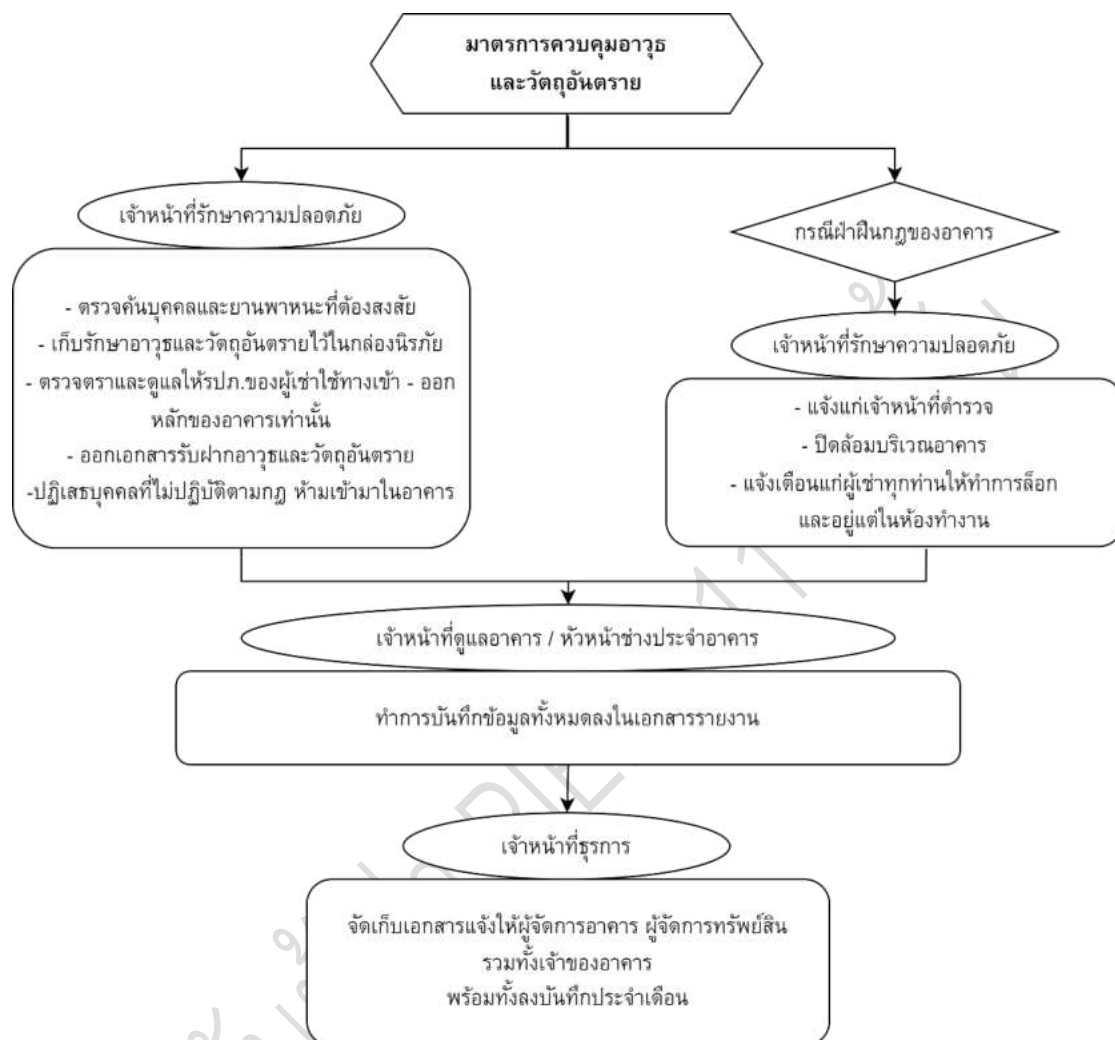 มาตรการควบคุมอาวุธ
และวัตถุอันตราย
เจ้าหน้าที่รักษาความปลอดภัย
- ตรวจค้นบุคคลและยานพาหนะที่ต้องสงสัย
- เก็บรักษาอาวุธและวัตถุอันตรายไว้ในกล่องนิรภัย
- ตรวจตราและดูแลให้รปภ.ของผู้เช่าใช้ทางเข้า - ออก
หลักของอาคารเท่านั้น
- ออกเอกสารรับฝากอาวุธและวัตถุอันตราย
-ปฏิเสธบุคคลที่ไม่ปฏิบัติตามกฎ ห้ามเข้ามาในอาคาร
กรณีฝ่าฝืนกฎของอาคาร
เจ้าหน้าที่รักษาความปลอดภัย
- แจ้งแก่เจ้าหน้าที่ตำรวจ
- ปิดล้อมบริเวณอาคาร
- แจ้งเตือนแก่ผู้เช่าทุกท่านให้ทำการล็อก
และอยู่แต่ในห้องทำงาน
เจ้าหน้าที่ดูแลอาคาร / หัวหน้าช่างประจำอาคาร
ทำการบันทึกข้อมูลทั้งหมดลงในเอกสารรายงาน
เจ้าหน้าที่ธุรการ
จัดเก็บเอกสารแจ้งให้ผู้จัดการอาคาร ผู้จัดการทรัพย์สิน
รวมทั้งเจ้าของอาคาร
พร้อมทั้งลงบันทึกประจำเดือน